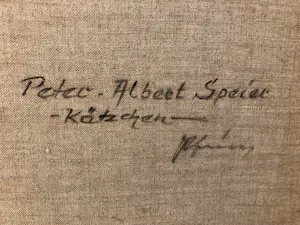 Peter - Albert Speier
- Kätzchen -